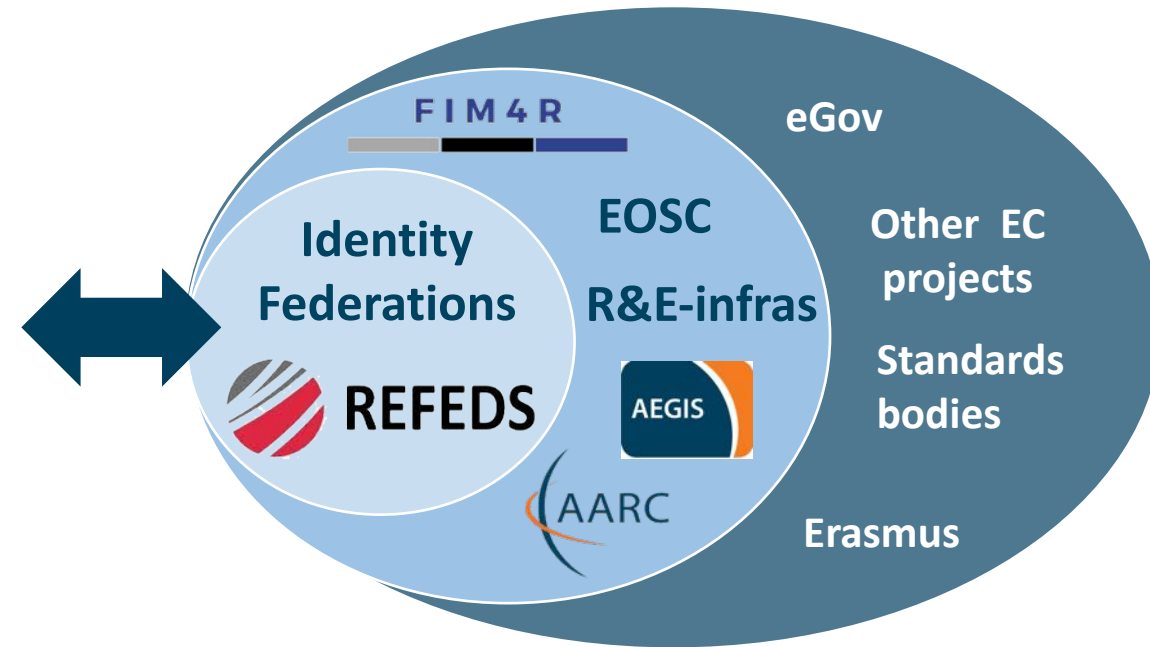 FIM4R
eGov
Identity
Federations
EOSC
R&E-infras
Other EC
projects
REFEDS
AEGIS
Standards
bodies
AARC
Erasmus